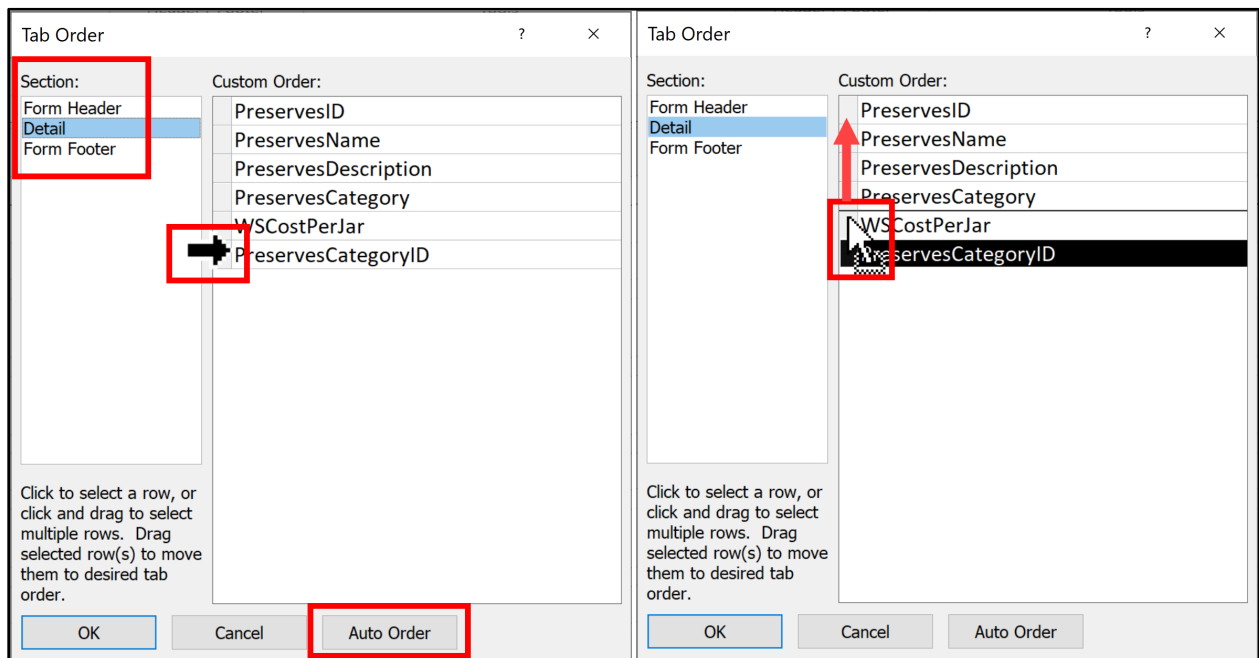 Tab Order
?
×
Section:
Form Header
Detail
Form Footer
Custom Order:
PreservesID
PreservesName
PreservesDescription
PreservesCategory
WSCostPerJar
PreservesCategoryID
Click to select a row, or
click and drag to select
multiple rows. Drag
selected row(s) to move
them to desired tab
order.
OK
Cancel
Auto Order
Tab Order
?
×
Section:
Form Header
Detail
Form Footer
Custom Order:
PreservesID
PreservesName
PreservesDescription
PreservesCategory
WSCostPerJar
PreservesCategoryID
Click to select a row, or
click and drag to select
multiple rows. Drag
selected row(s) to move
them to desired tab
order.
OK
Cancel
Auto Order